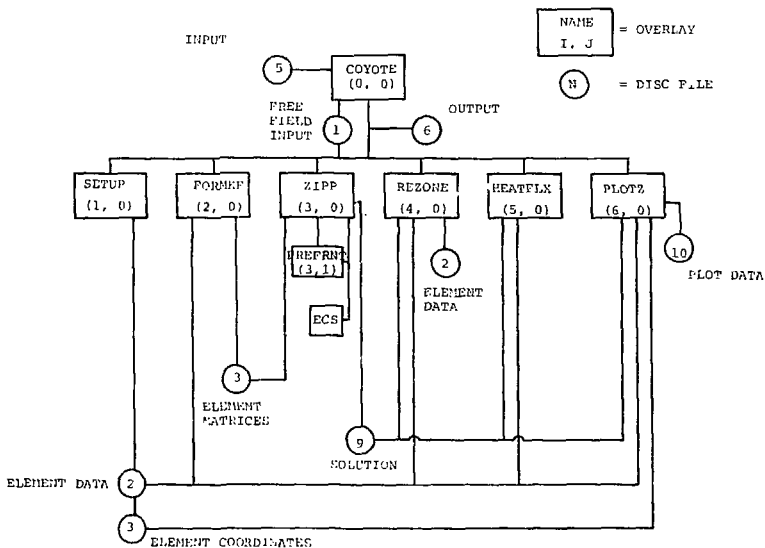 INPUT
5
COYOTE
(0, 0)
NAME
I, J
= OVERLAY
N
= DISC FILE
FREE
FIELD
INPUT
1
OUTPUT
6
SETUP
(1, 0)
FORMKF
(2, 0)
ZIPP
(3, 0)
REZONE
(4, 0)
HEATFLX
(5, 0)
PLOTZ
(6, 0)
PREFRNT
(3,1)
ECS
2
ELEMENT
DATA
10
PLOT DATA
3
ELEMENT
MATRICES
9
SOLUTION
ELEMENT DATA
2
3
ELEMENT COORDINATES